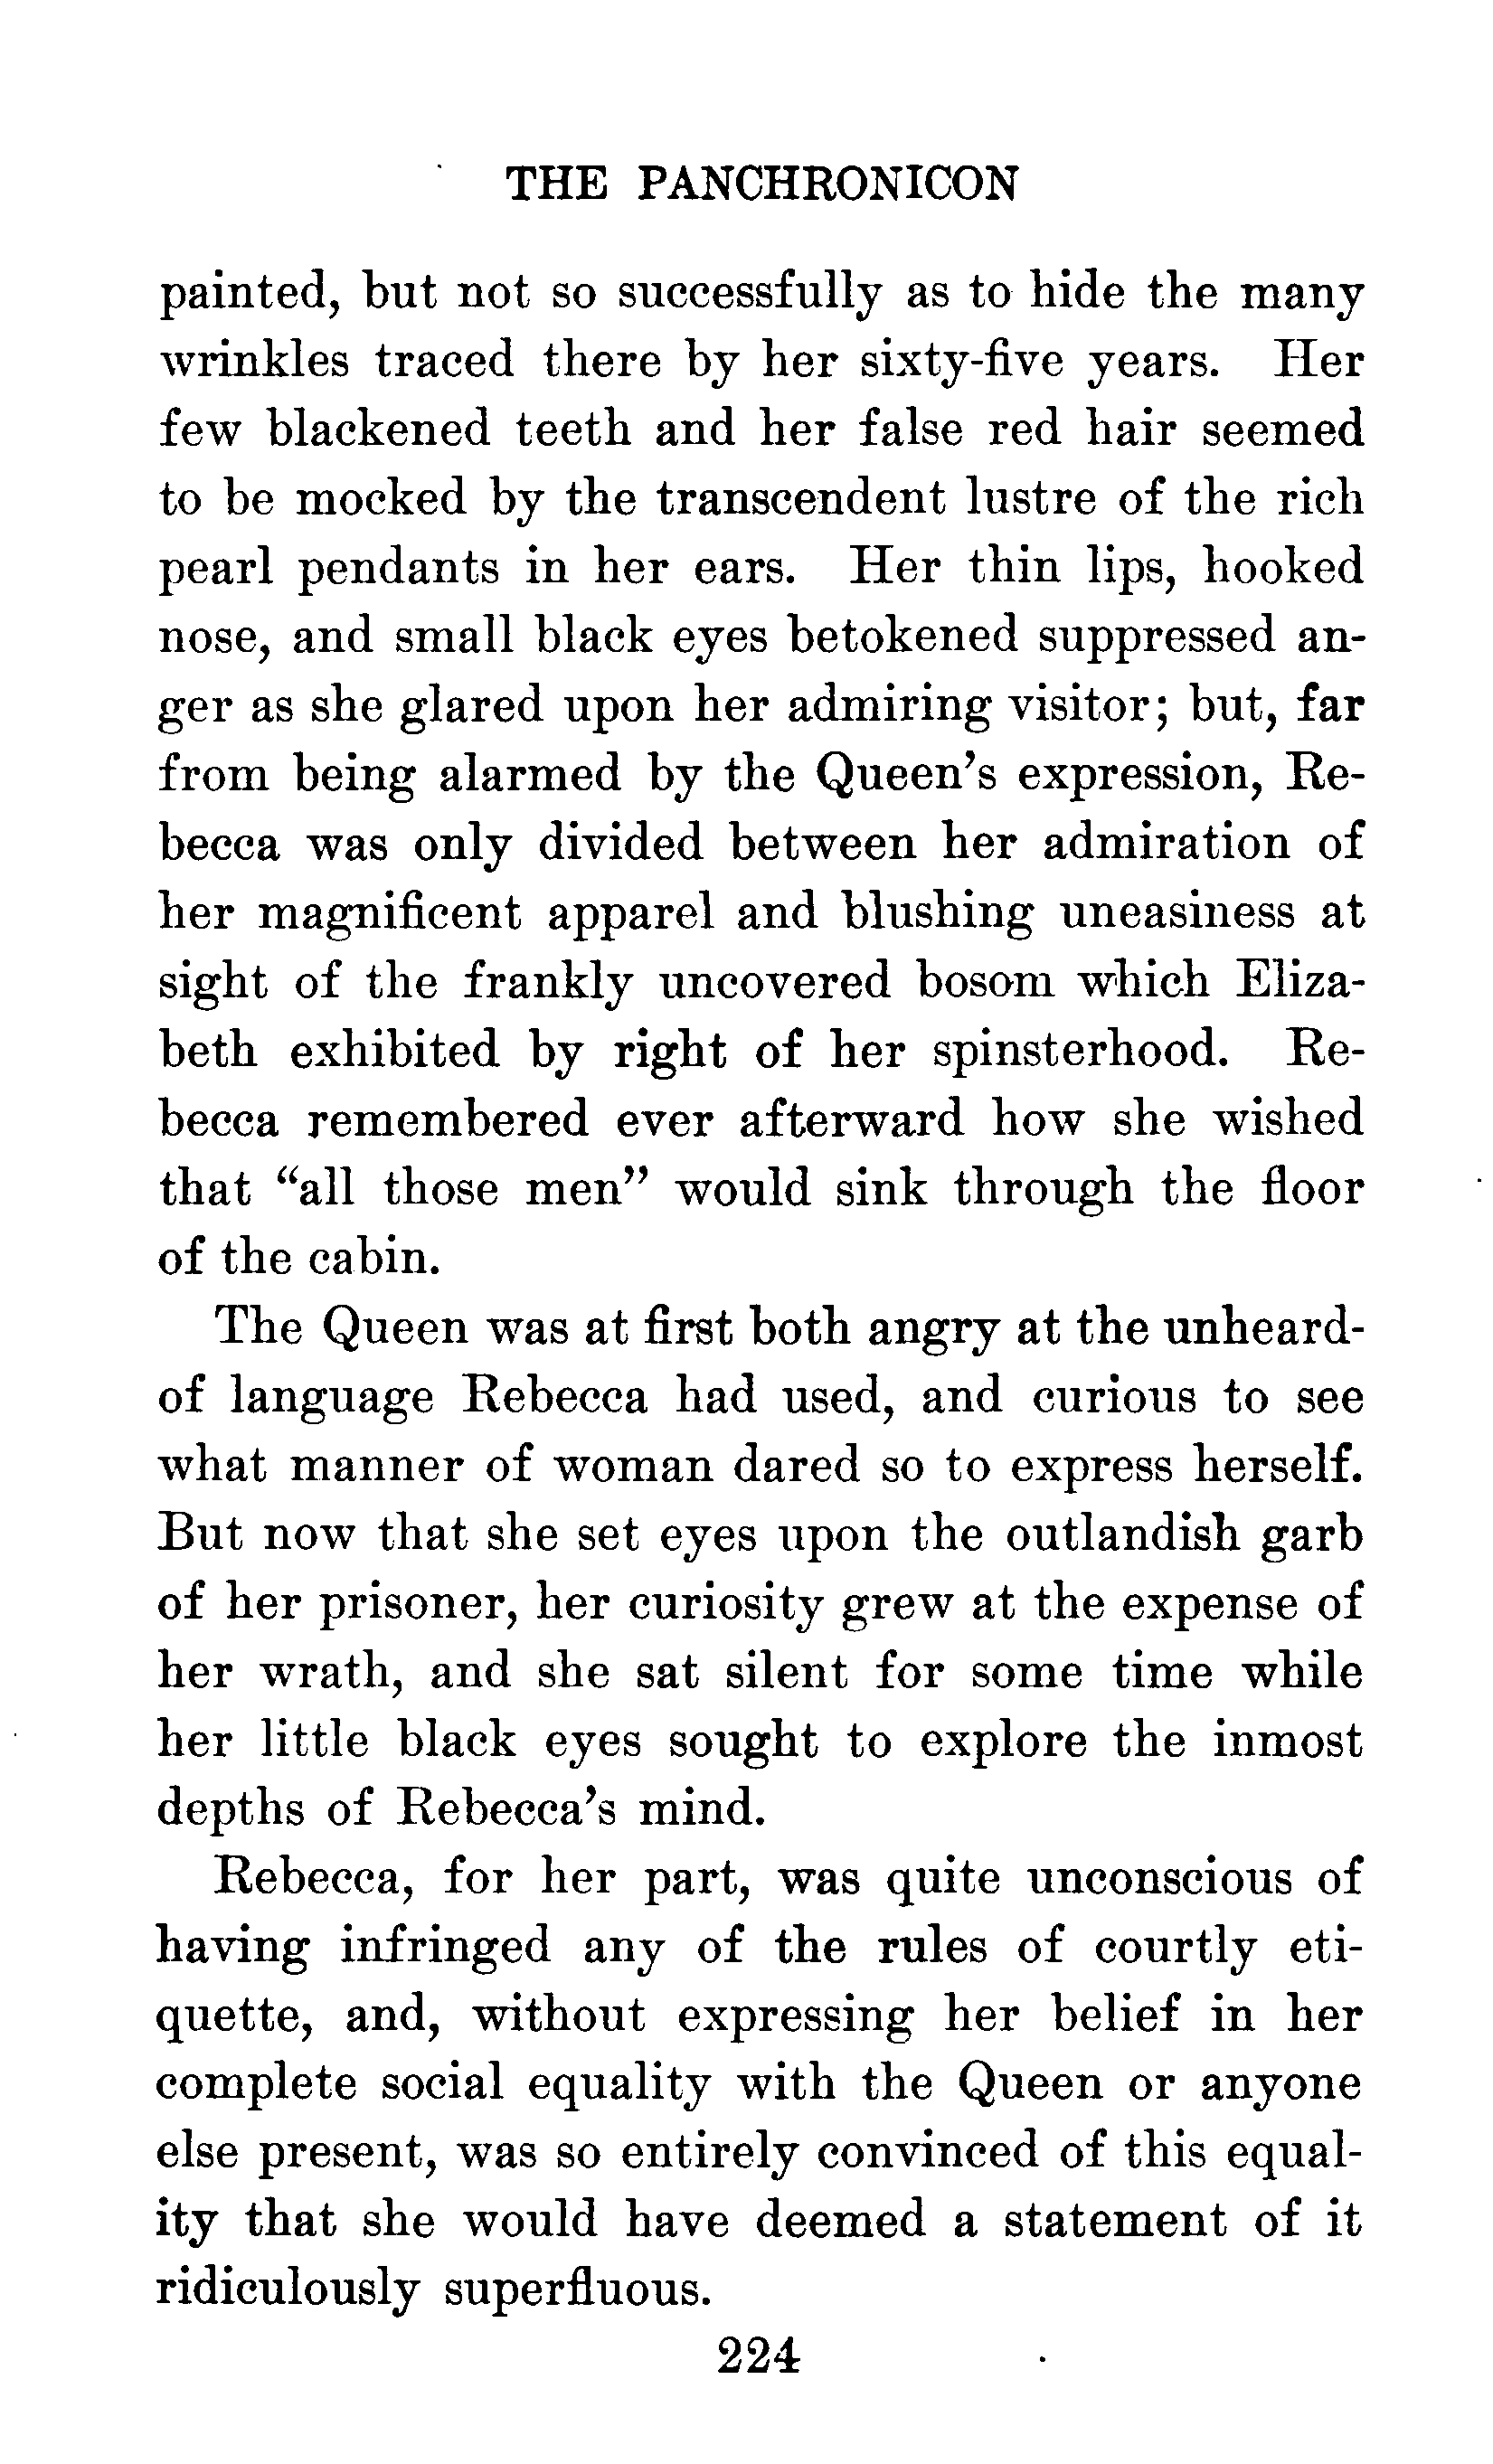 THE PANCHRONICON
painted, but not so successfully as to hide the many
wrinkles traced there by her sixty-five years. Her
few blackened teeth and her false red hair seemed
to be mocked by the transcendent lustre of the rich
pearl pendants in her ears. Her thin lips, hooked
nose, and small black eyes betokened suppressed an-
ger as she glared upon her admiring visitor; but, far
from being alarmed by the Queen's expression, Re-
becca was only divided between her admiration of
her magnificent apparel and blushing uneasiness at
sight of the frankly uncovered bosom which Eliza-
beth exhibited by right of her spinsterhood. Re-
becca remembered ever afterward how she wished
that "all those men" would sink through the floor
of the cabin.
The Queen was at first both angry at the unheard-
of language Rebecca had used, and curious to see
what manner of woman dared so to express herself.
But now that she set eyes upon the outlandish garb
of her prisoner, her curiosity grew at the expense of
her wrath, and she sat silent for some time while
her little black eyes sought to explore the inmost
depths of Rebecca's mind.
Rebecca, for her part, was quite unconscious of
having infringed any of the rules of courtly eti-
quette, and, without expressing her belief in her
complete social equality with the Queen or anyone
else present, was so entirely convinced of this equal-
ity that she would have deemed a statement of it
ridiculously superfluous.
224